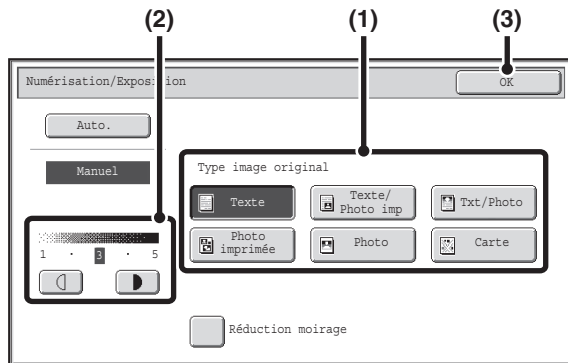 (2) (1) (3)
Numérisation/Exposition OK
Auto.
Manuel
Type image original
Texte
Texte/
Photo imp
Txt/Photo
Photo
imprimée
Photo
Carte
1 · 3 · 5
Réduction moirage